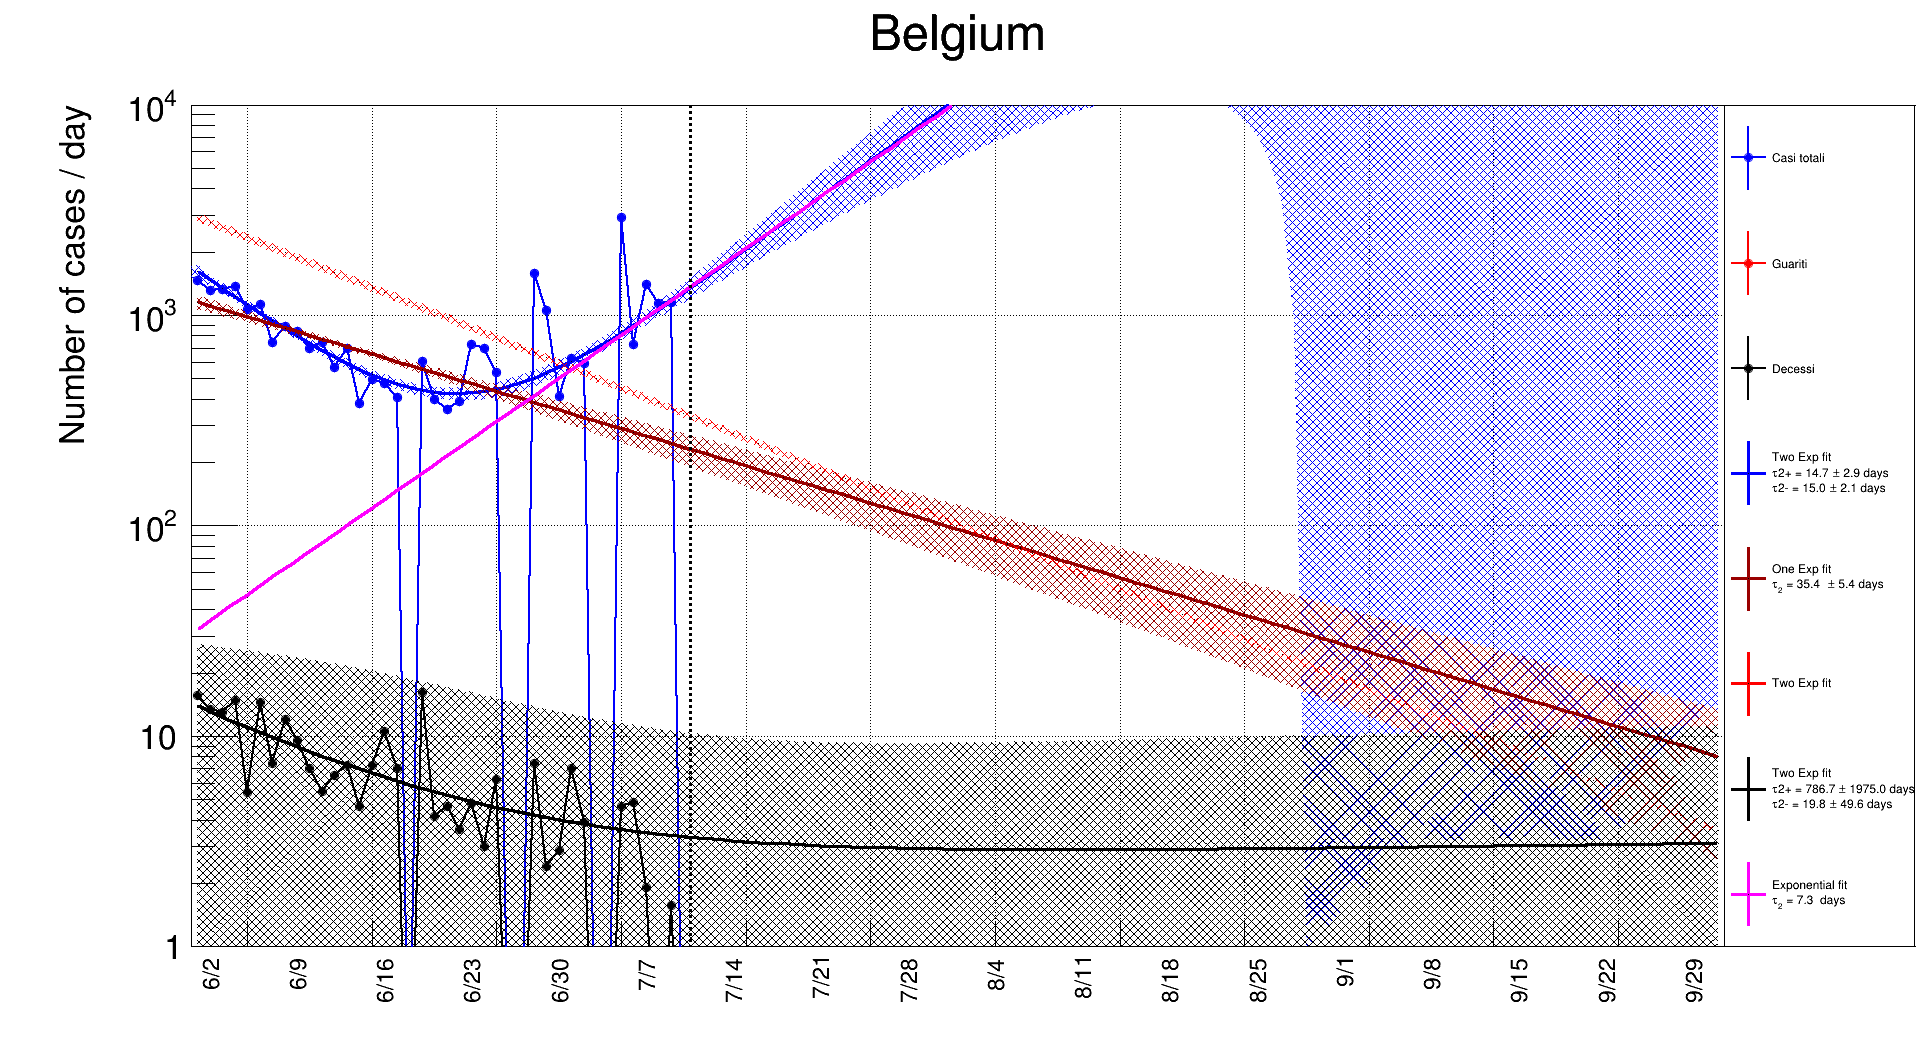 Belgium
Number of cases / day
10^4
10^3
10^2
10
1
6/2 6/9 6/16 6/23 6/30 7/7 7/14 7/21 7/28 8/4 8/11 8/18 8/25 9/1 9/8 9/15 9/22 9/29
Casi totali
Guariti
Decessi
Two Exp fit
τ2+ = 14.7 ± 2.9 days
τ2- = 15.0 ± 2.1 days
One Exp fit
τ₂ = 35.4 ± 5.4 days
Two Exp fit
Two Exp fit
τ2+ = 786.7 ± 1975.0 days
τ2- = 19.8 ± 49.6 days
Exponential fit
τ₂ = 7.3 days